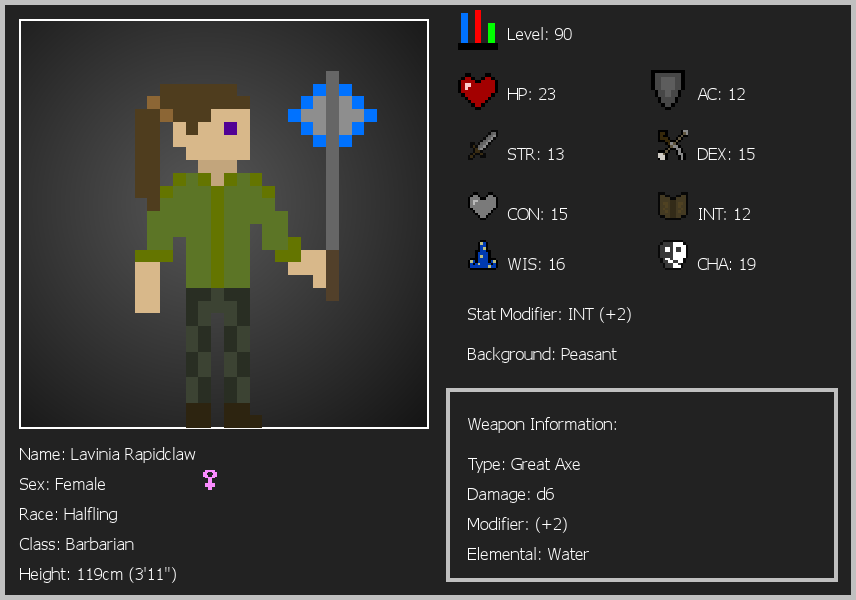 Level: 90
HP: 23
AC: 12
STR: 13
DEX: 15
CON: 15
INT: 12
WIS: 16
CHA: 19
Stat Modifier: INT (+2)
Background: Peasant
Weapon Information:
Type: Great Axe
Damage: d6
Modifier: (+2)
Elemental: Water
Name: Lavinia Rapidclaw
Sex: Female
Race: Halfling
Class: Barbarian
Height: 119cm (3'11")